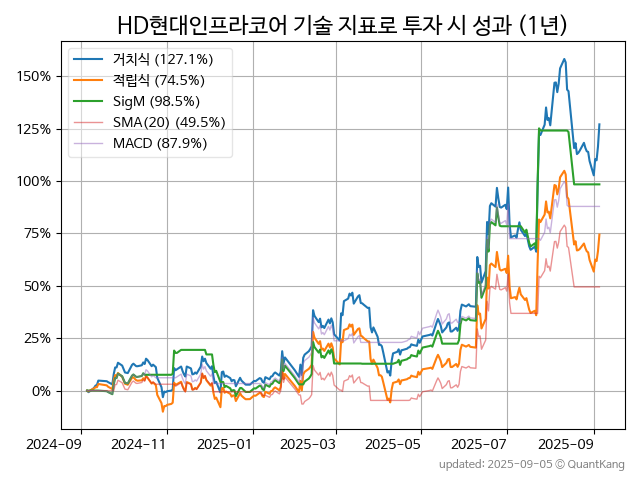 HD현대인프라코어 기술 지표로 투자 시 성과 (1년)
거치식 (127.1%)
적립식 (74.5%)
SigM (98.5%)
SMA(20) (49.5%)
MACD (87.9%)
150%
125%
100%
75%
50%
25%
0%
2024-09 2024-11 2025-01 2025-03 2025-05 2025-07 2025-09
updated: 2025-09-05 © QuantKang